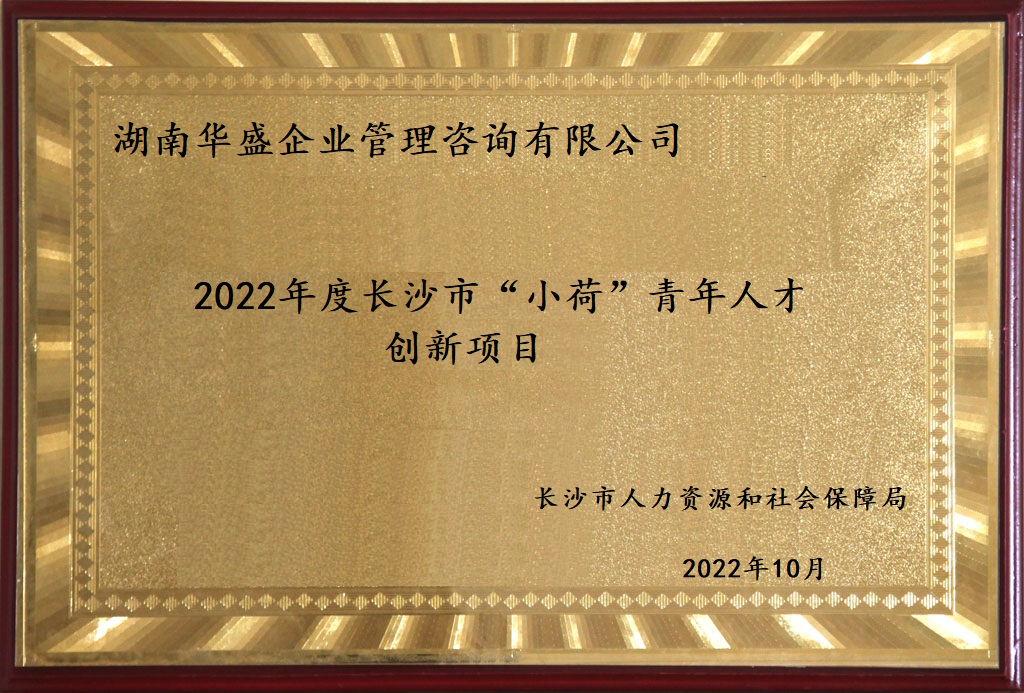 湖南华盛企业管理咨询有限公司
2022年度长沙市“小荷”青年人才
创新项目
长沙市人力资源和社会保障局
2022年10月